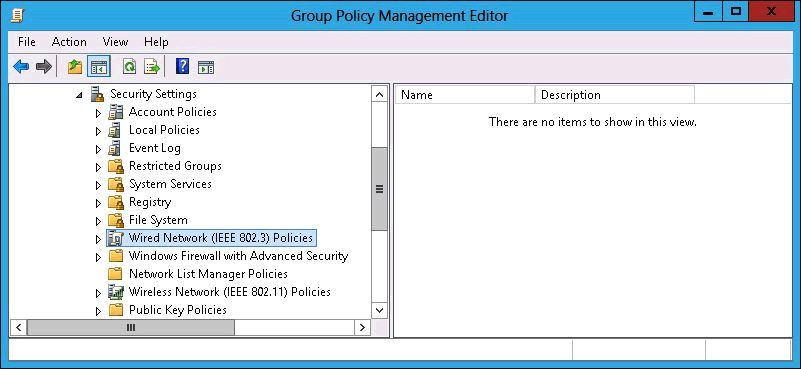 Group Policy Management Editor
File Action View Help
Security Settings
Account Policies
Local Policies
Event Log
Restricted Groups
System Services
Registry
File System
Wired Network (IEEE 802.3) Policies
Windows Firewall with Advanced Security
Network List Manager Policies
Wireless Network (IEEE 802.11) Policies
Public Key Policies
Name Description
There are no items to show in this view.